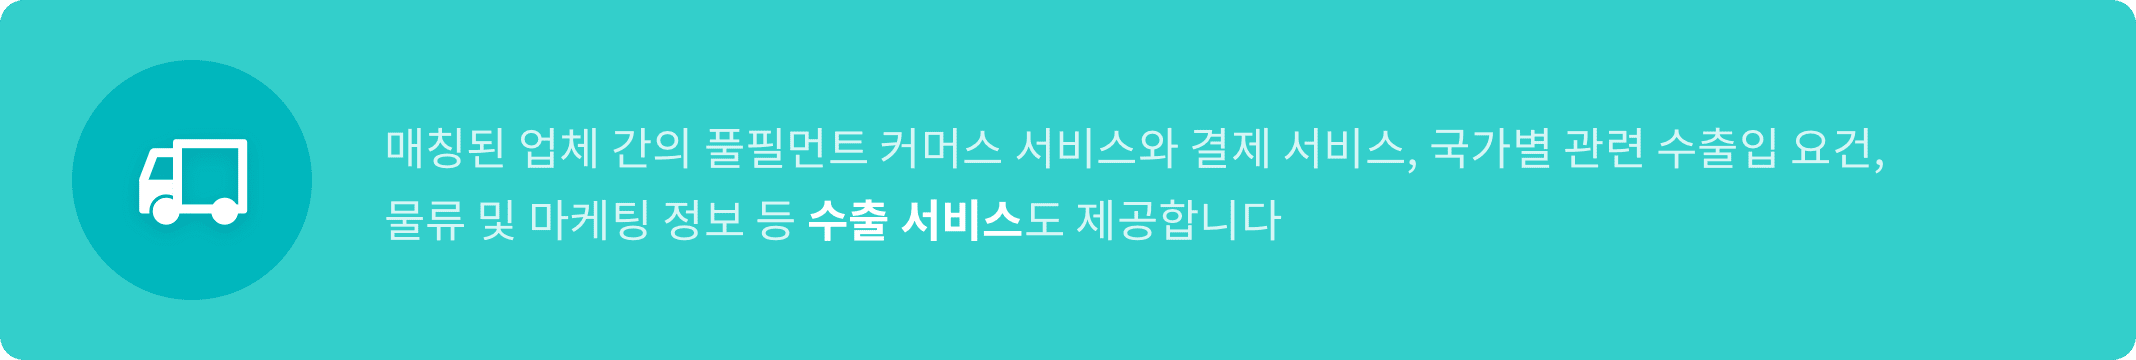 매칭된 업체 간의 풀필먼트 커머스 서비스와 결제 서비스, 국가별 관련 수출입 요건,
물류 및 마케팅 정보 등 수출 서비스도 제공합니다